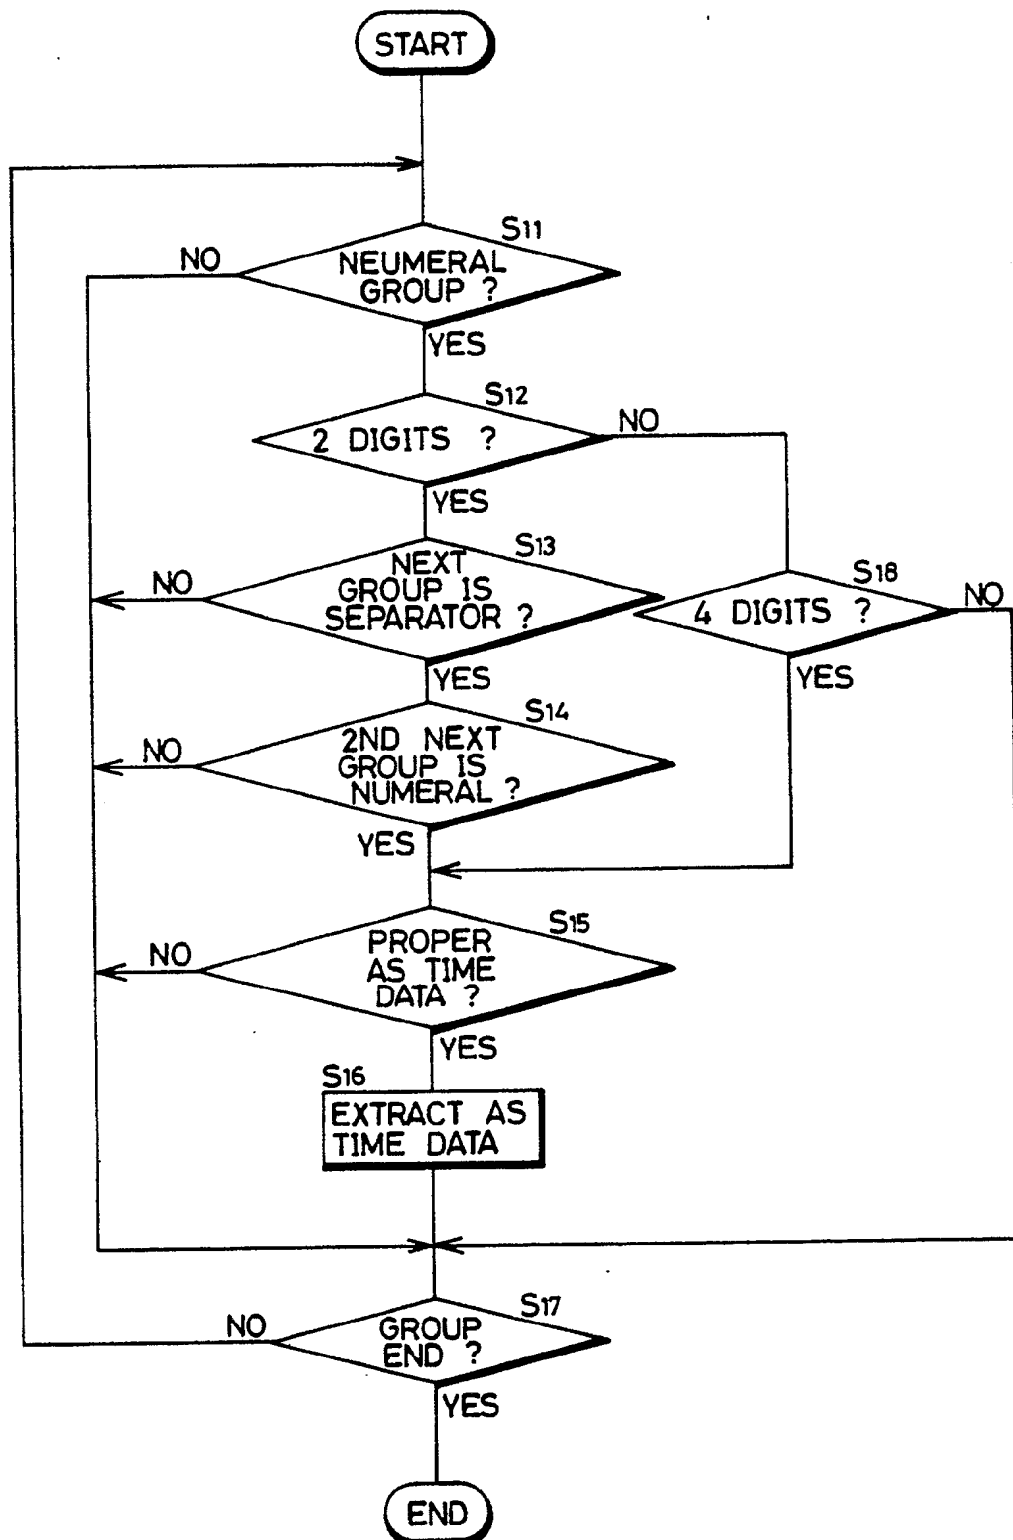 START
S11
NO
NEUMERAL
GROUP ?
YES
S12
2 DIGITS ?
NO
YES
S13
NO
NEXT
GROUP IS
SEPARATOR ?
YES
S18
4 DIGITS ?
NO
YES
S14
NO
2ND NEXT
GROUP IS
NUMERAL ?
YES
S15
NO
PROPER
AS TIME
DATA ?
YES
S16
EXTRACT AS
TIME DATA
S17
NO
GROUP
END ?
YES
END